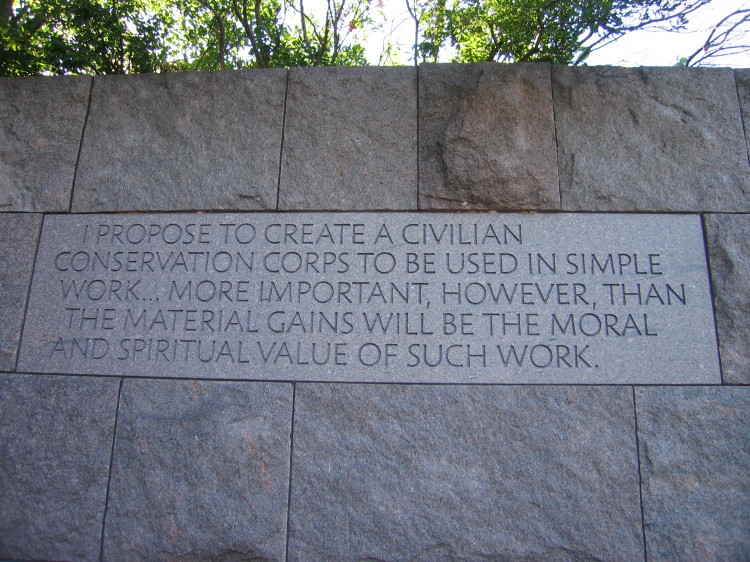 I PROPOSE TO CREATE A CIVILIAN
CONSERVATION CORPS TO BE USED IN SIMPLE
WORK... MORE IMPORTANT, HOWEVER, THAN
THE MATERIAL GAINS WILL BE THE MORAL
AND SPIRITUAL VALUE OF SUCH WORK.